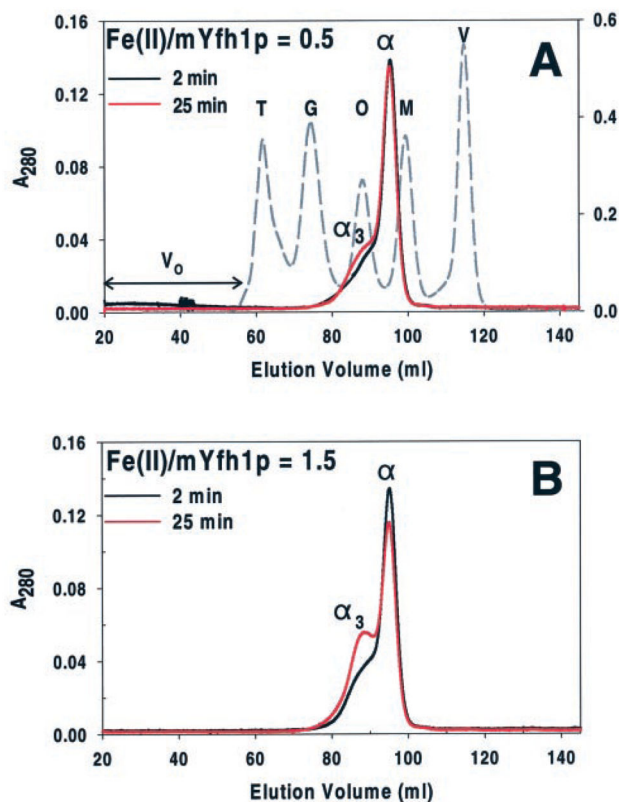 Fe(II)/mYfh1p = 0.5
A
2 min
25 min
T G O M V
α
α3
Vo
0.16
0.12
0.08
0.04
0.00
0.6
0.4
0.2
0.0
A280
20 40 60 80 100 120 140
Elution Volume (ml)
Fe(II)/mYfh1p = 1.5
B
2 min
25 min
α
α3
0.16
0.12
0.08
0.04
0.00
A280
20 40 60 80 100 120 140
Elution Volume (ml)